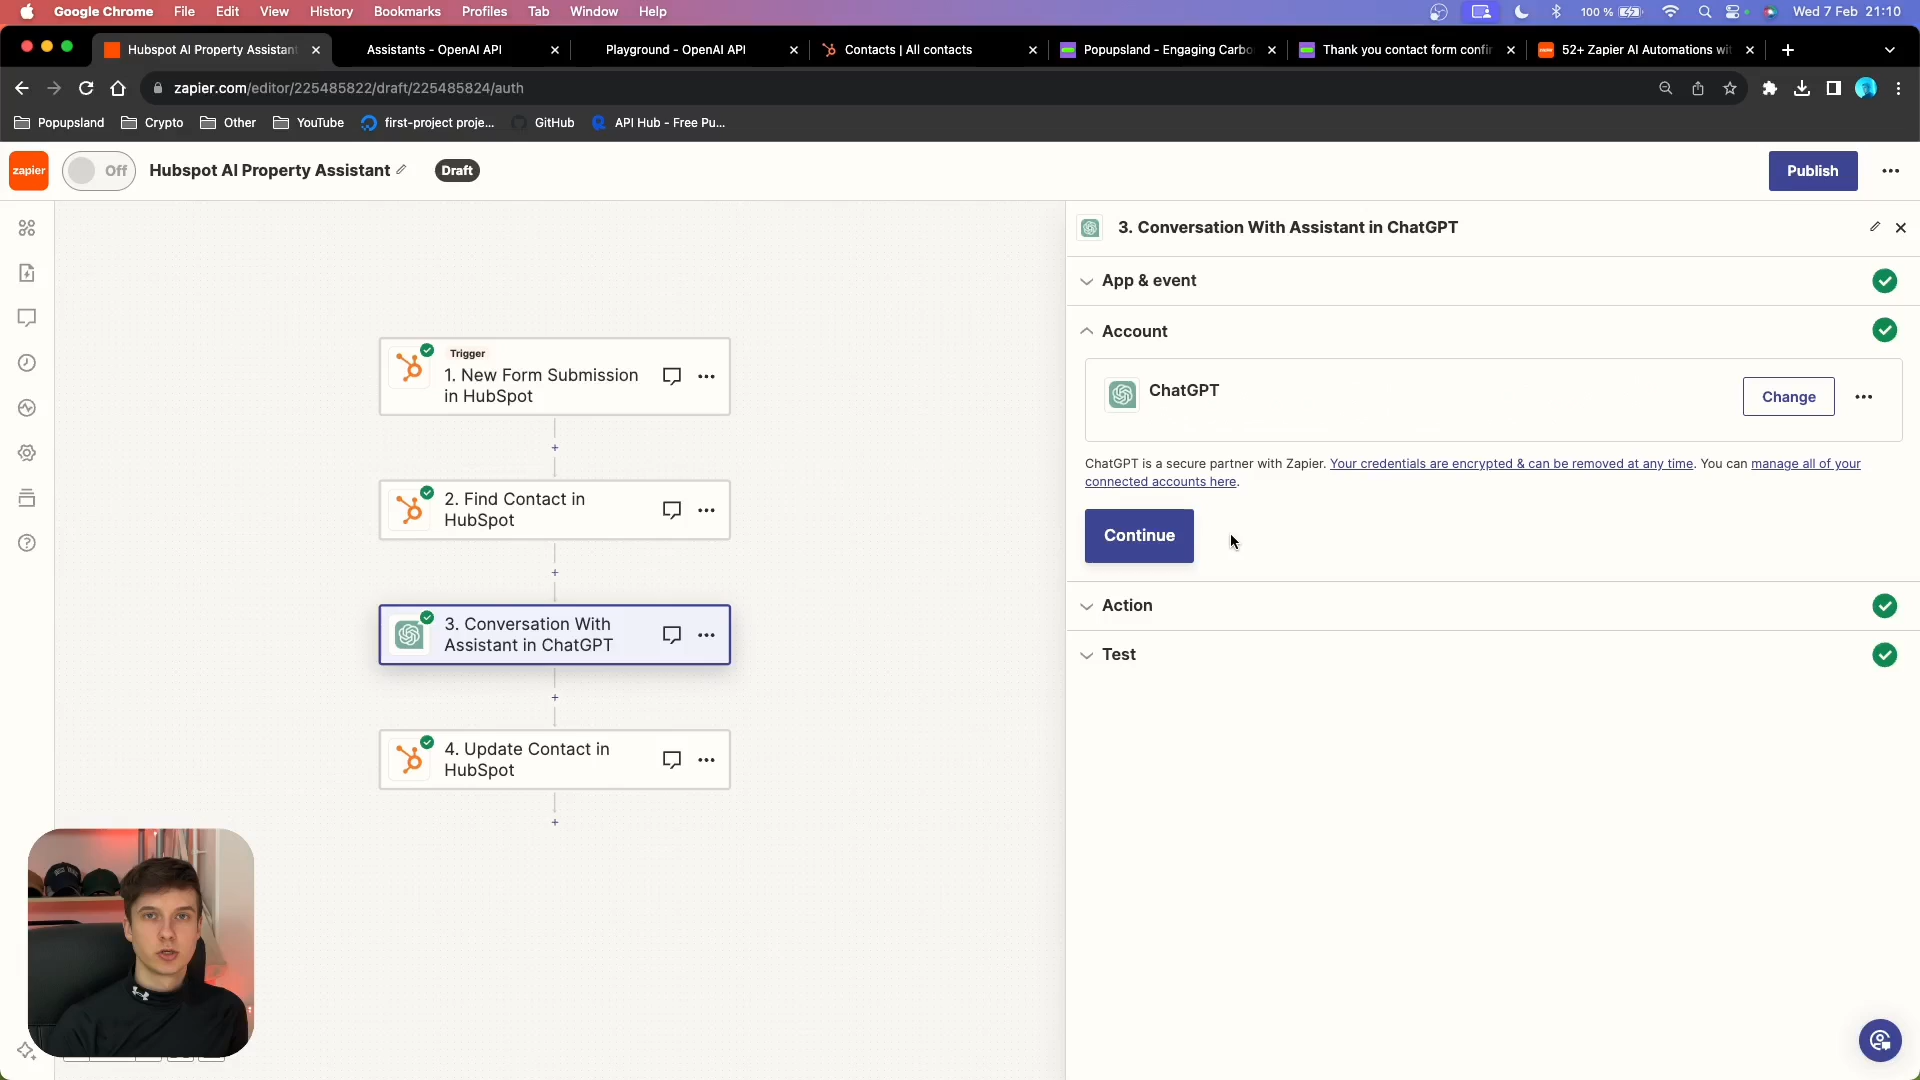 Google Chrome File Edit View History Bookmarks Profiles Tab Window Help 100 % Wed 7 Feb 21:10
Hubspot AI Property Assistant Assistants - OpenAI API Playground - OpenAI API Contacts | All contacts Popupsland - Engaging Carbo Thank you contact form confir 52+ Zapier AI Automations wit
zapier.com/editor/225485822/draft/225485824/auth
Popupsland Crypto Other YouTube first-project proje... GitHub API Hub - Free Pu...
zapier Off Hubspot AI Property Assistant Draft Publish
3. Conversation With Assistant in ChatGPT
App & event
Account
ChatGPT
Change
ChatGPT is a secure partner with Zapier. Your credentials are encrypted & can be removed at any time. You can manage all of your
connected accounts here.
Continue
Action
Test
Trigger
1. New Form Submission
in HubSpot
2. Find Contact in
HubSpot
3. Conversation With
Assistant in ChatGPT
4. Update Contact in
HubSpot